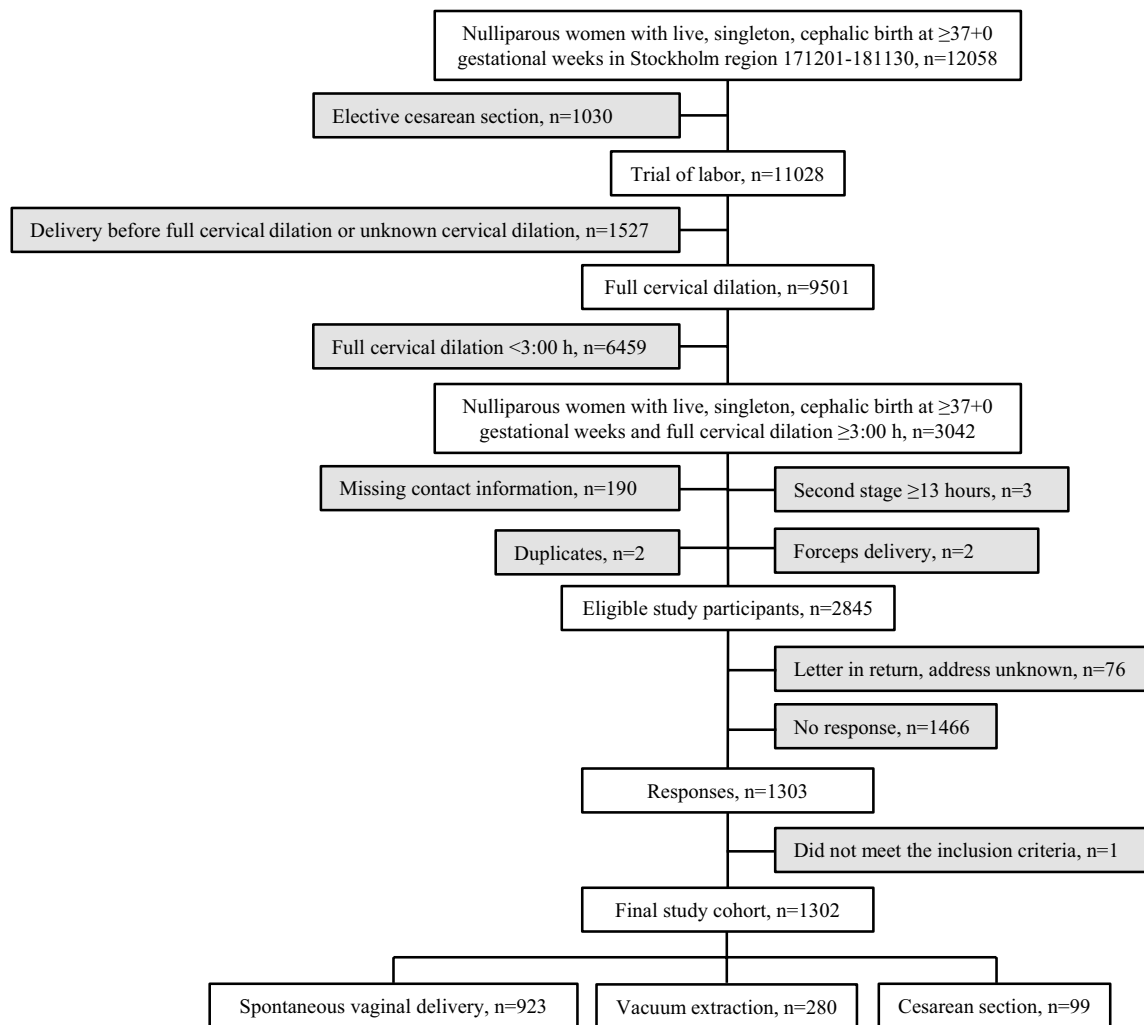 Nulliparous women with live, singleton, cephalic birth at ≥37+0
gestational weeks in Stockholm region 171201-181130, n=12058
Elective cesarean section, n=1030
Trial of labor, n=11028
Delivery before full cervical dilation or unknown cervical dilation, n=1527
Full cervical dilation, n=9501
Full cervical dilation <3:00 h, n=6459
Nulliparous women with live, singleton, cephalic birth at ≥37+0
gestational weeks and full cervical dilation ≥3:00 h, n=3042
Missing contact information, n=190
Second stage ≥13 hours, n=3
Duplicates, n=2
Forceps delivery, n=2
Eligible study participants, n=2845
Letter in return, address unknown, n=76
No response, n=1466
Responses, n=1303
Did not meet the inclusion criteria, n=1
Final study cohort, n=1302
Spontaneous vaginal delivery, n=923
Vacuum extraction, n=280
Cesarean section, n=99